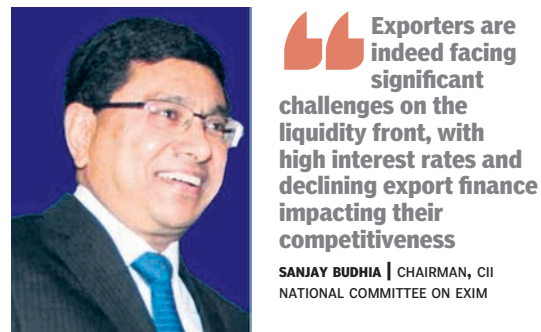 Exporters are
indeed facing
significant
challenges on the
liquidity front, with
high interest rates and
declining export finance
impacting their
competitiveness
SANJAY BUDHIA | CHAIRMAN, CII
NATIONAL COMMITTEE ON EXIM